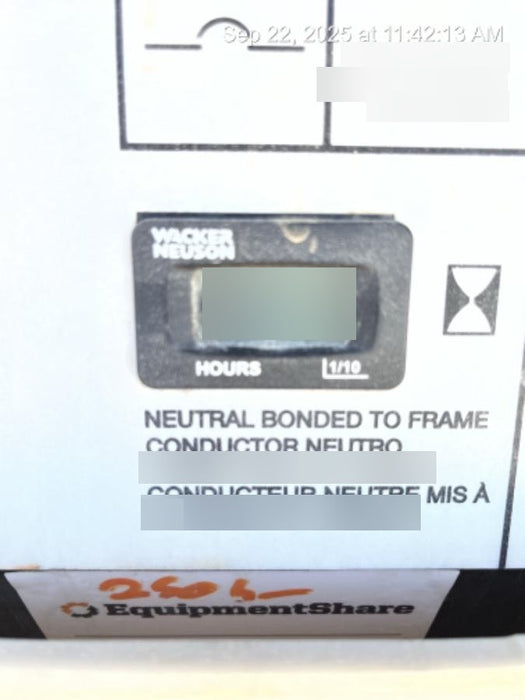 Sep 22, 2025 at 11:42:13 AM
WACKER
NEUSON
HOURS 1/10
NEUTRAL BONDED TO FRAME
CONDUCTOR NEUTRO
CONDUCTEUR NEUTRE MIS À
EquipmentShare